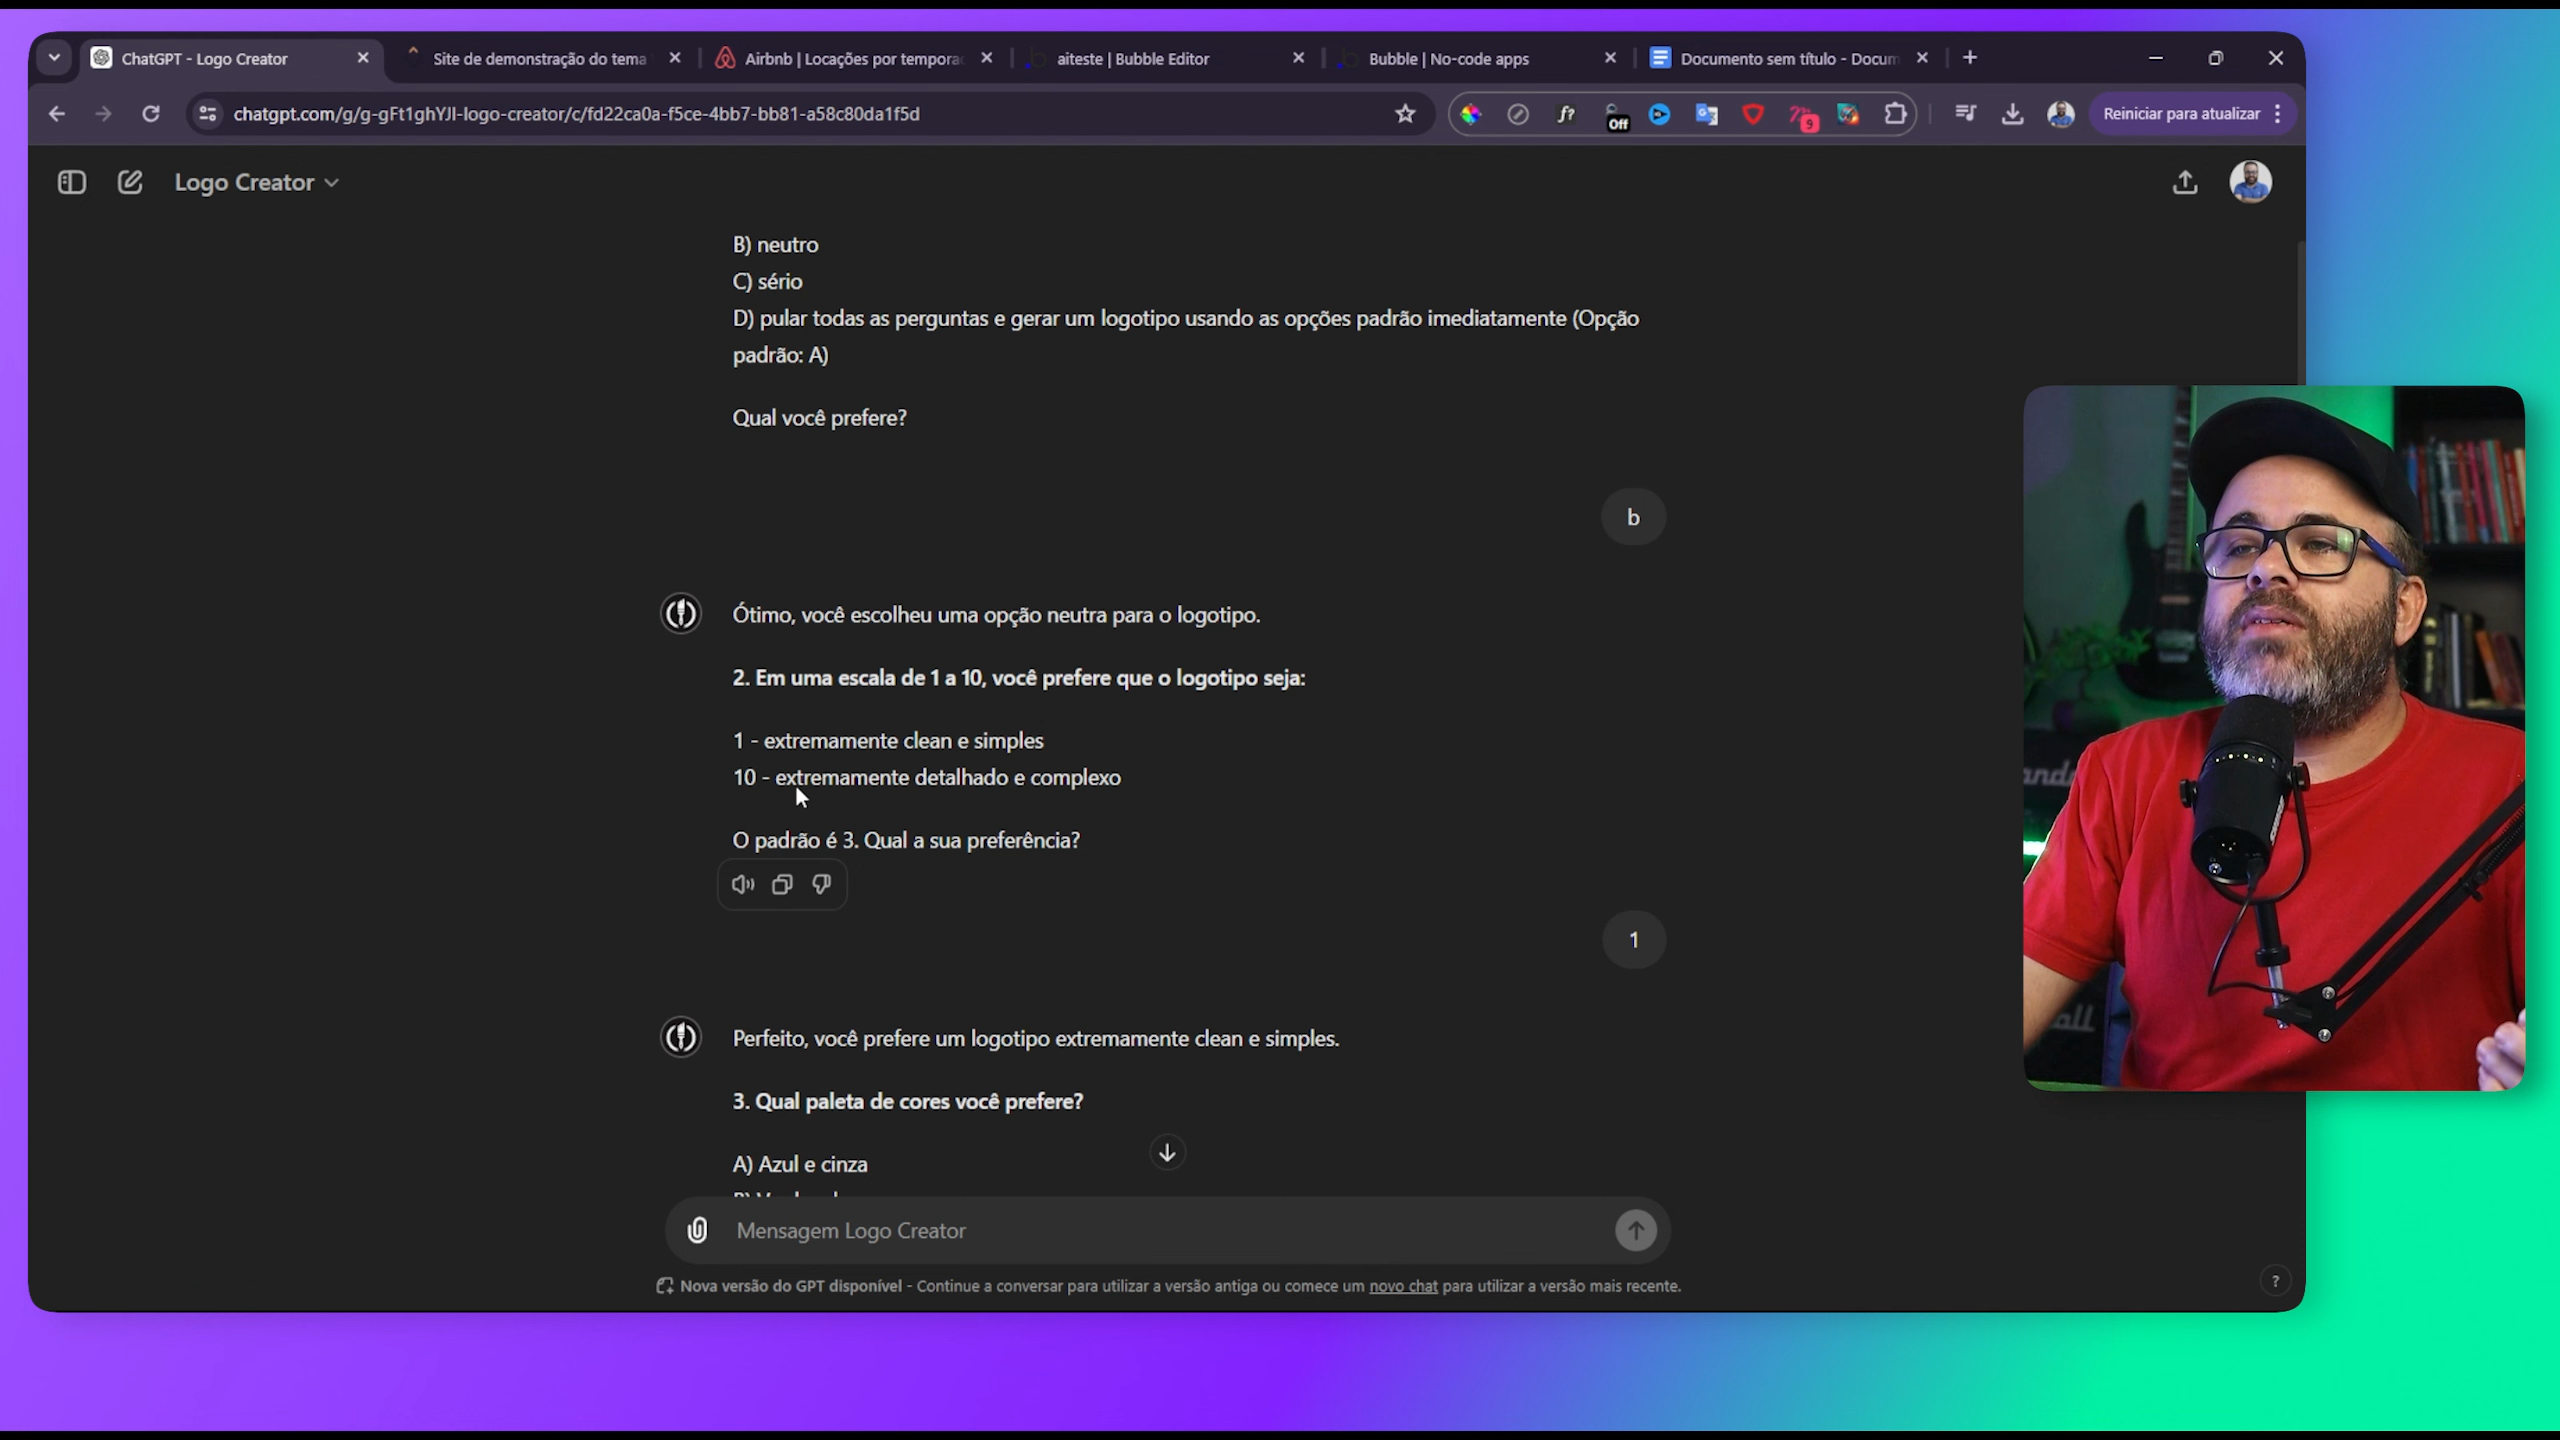 ChatGPT - Logo Creator
Site de demonstração do tema
Airbnb | Locações por tempora
aiteste | Bubble Editor
Bubble | No-code apps
Documento sem título - Docum
chatgpt.com/g/g-gFt1ghYJl-logo-creator/c/fd22ca0a-f5ce-4bb7-bb81-a58c80da1f5d
f?
Off
9
Reiniciar para atualizar
Logo Creator
B) neutro
C) sério
D) pular todas as perguntas e gerar um logotipo usando as opções padrão imediatamente (Opção
padrão: A)
Qual você prefere?
b
Ótimo, você escolheu uma opção neutra para o logotipo.
2. Em uma escala de 1 a 10, você prefere que o logotipo seja:
1 - extremamente clean e simples
10 - extremamente detalhado e complexo
O padrão é 3. Qual a sua preferência?
1
Perfeito, você prefere um logotipo extremamente clean e simples.
3. Qual paleta de cores você prefere?
A) Azul e cinza
Mensagem Logo Creator
Nova versão do GPT disponível - Continue a conversar para utilizar a versão antiga ou comece um novo chat para utilizar a versão mais recente.
?